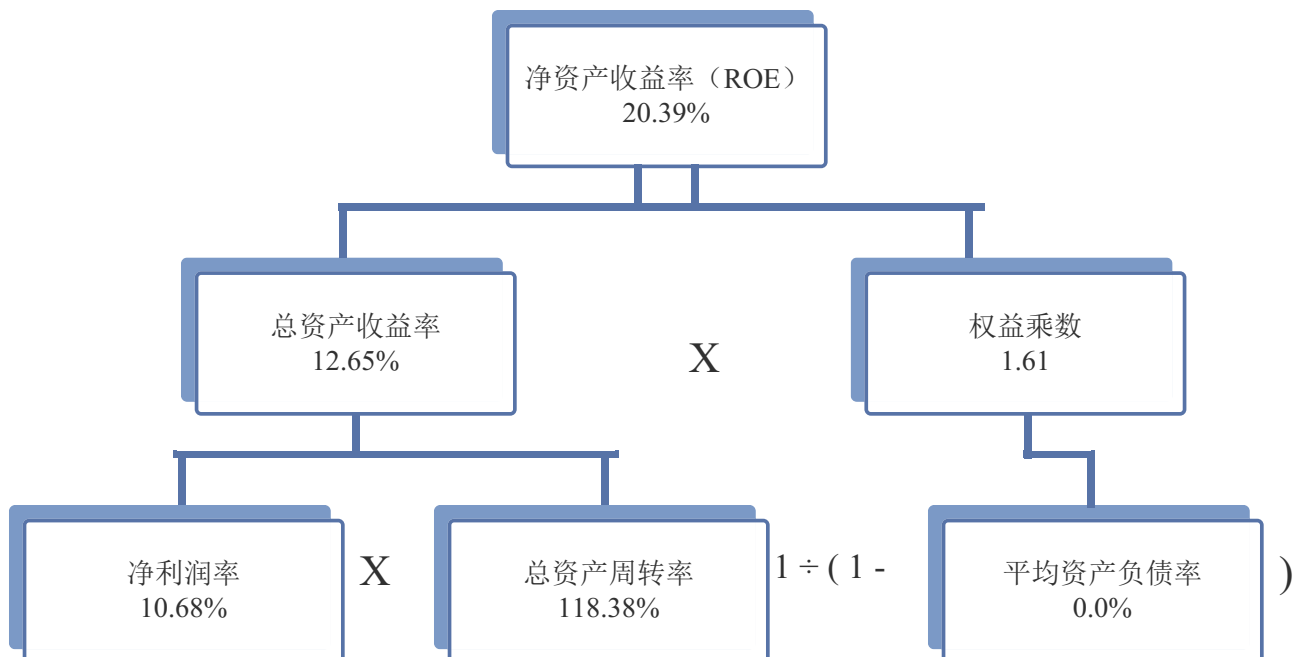 净资产收益率（ROE）
20.39%
总资产收益率
12.65%
X
权益乘数
1.61
净利润率
10.68%
X
总资产周转率
118.38%
1 ÷ ( 1 -
平均资产负债率
0.0%
)